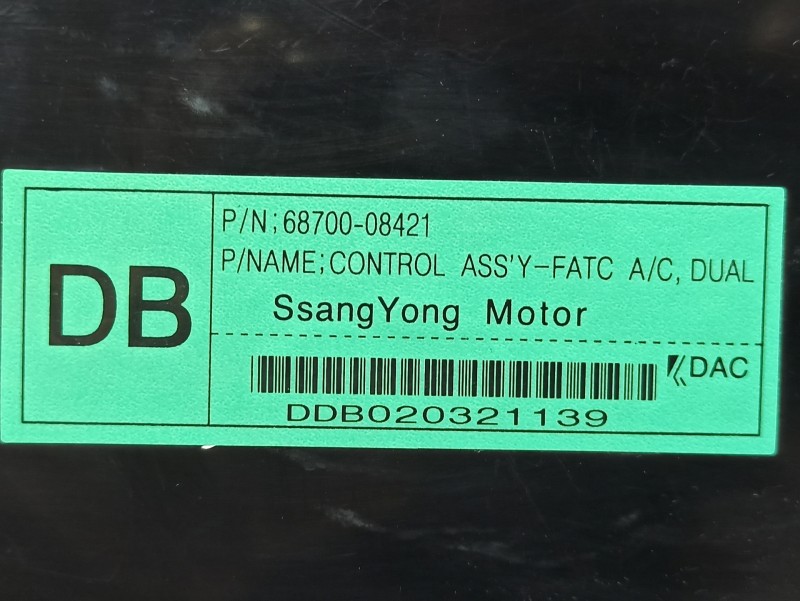 DB
P/N;68700-08421
P/NAME;CONTROL ASS'Y-FATC A/C, DUAL
SsangYong Motor
DAC
DDB020321139